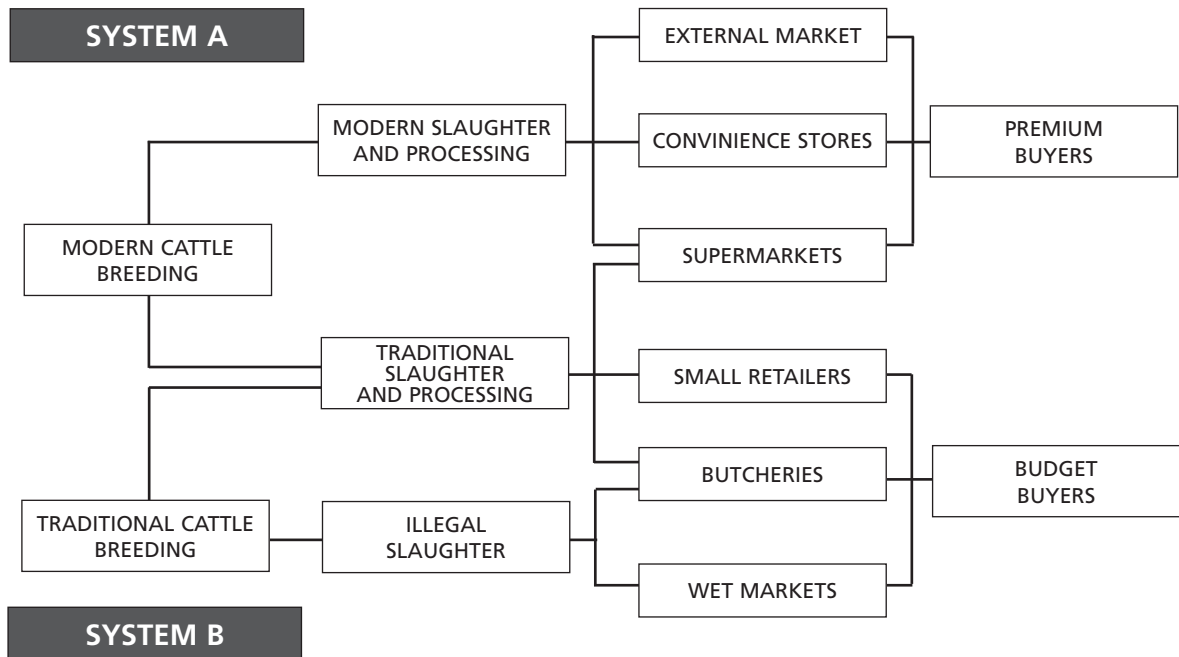 SYSTEM A
EXTERNAL MARKET
MODERN SLAUGHTER
AND PROCESSING
CONVINIENCE STORES
PREMIUM
BUYERS
MODERN CATTLE
BREEDING
SUPERMARKETS
TRADITIONAL
SLAUGHTER
AND PROCESSING
SMALL RETAILERS
BUTCHERIES
BUDGET
BUYERS
TRADITIONAL CATTLE
BREEDING
ILLEGAL
SLAUGHTER
WET MARKETS
SYSTEM B